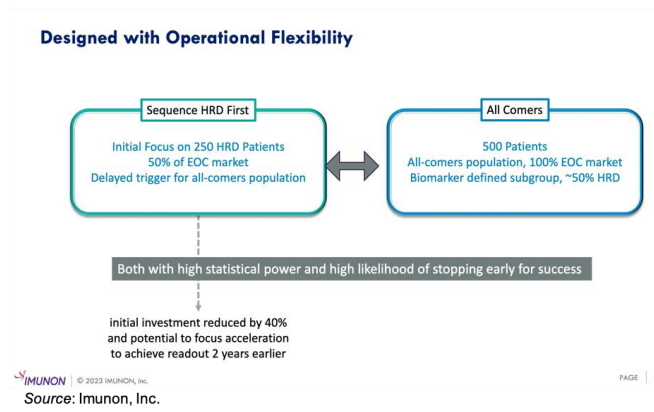 Designed with Operational Flexibility
Sequence HRD First
Initial Focus on 250 HRD Patients
50% of EOC market
Delayed trigger for all-comers population
All Comers
500 Patients
All-comers population, 100% EOC market
Biomarker defined subgroup, ~50% HRD
Both with high statistical power and high likelihood of stopping early for success
initial investment reduced by 40%
and potential to focus acceleration
to achieve readout 2 years earlier
IMUNON | © 2023 IMUNON, Inc.
PAGE
Source: Imunon, Inc.